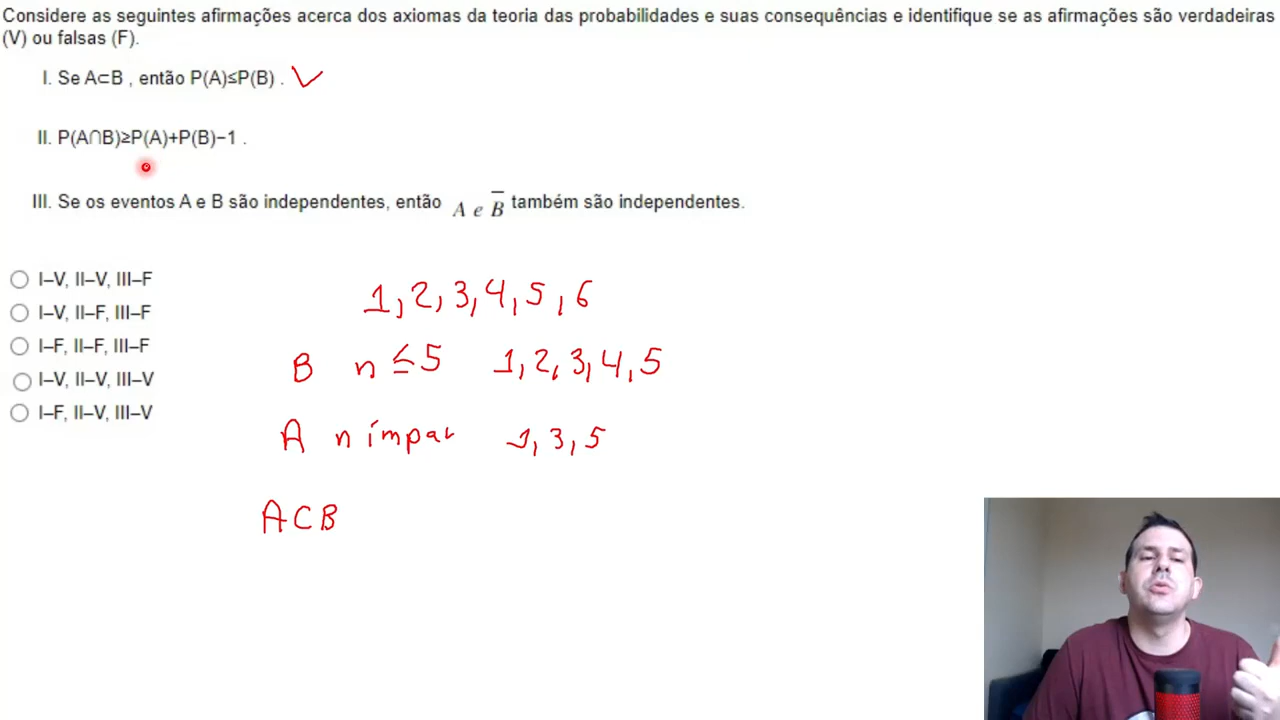 Considere as seguintes afirmações acerca dos axiomas da teoria das probabilidades e suas consequências e identifique se as afirmações são verdadeiras
(V) ou falsas (F).
I. Se A⊂B , então P(A)≤P(B) . V
II. P(A∩B)≥P(A)+P(B)−1 .
III. Se os eventos A e B são independentes, então A e B̅ também são independentes.
I–V, II–V, III–F
I–V, II–F, III–F
I–F, II–F, III–F
I–V, II–V, III–V
I–F, II–V, III–V
1, 2, 3, 4, 5, 6
B n ≤ 5 1, 2, 3, 4, 5
A n ímpar 1, 3, 5
A⊂B